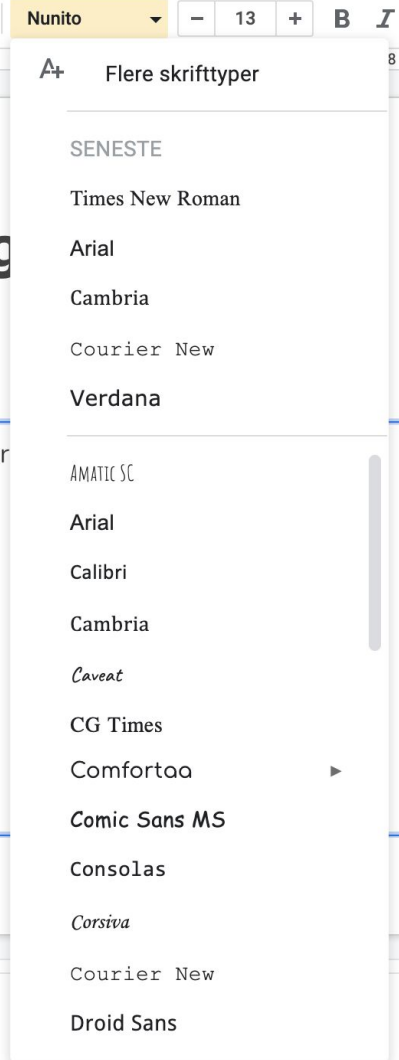 Nunito - 13 + B I
8
Flere skrifttyper
SENESTE
Times New Roman
Arial
Cambria
Courier New
Verdana
r
Amatic SC
Arial
Calibri
Cambria
Caveat
CG Times
Comfortaa
Comic Sans MS
Consolas
Corsiva
Courier New
Droid Sans